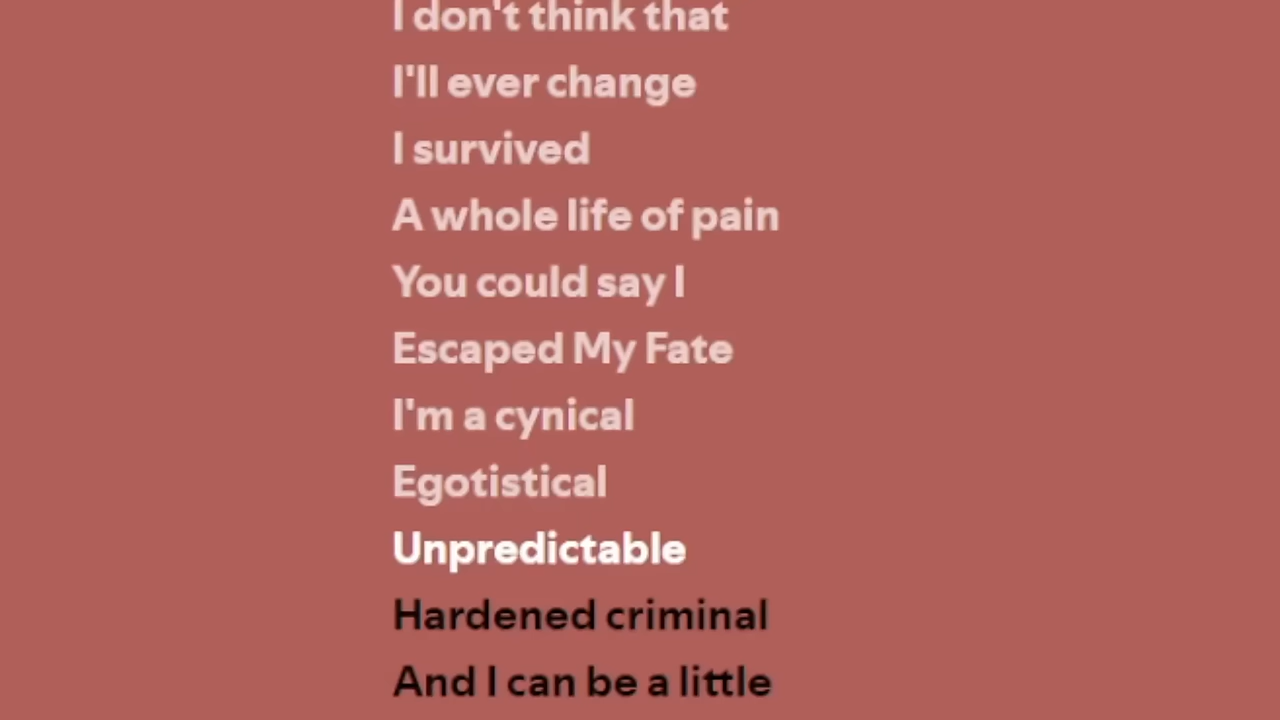 I don't think that
I'll ever change
I survived
A whole life of pain
You could say I
Escaped My Fate
I'm a cynical
Egotistical
Unpredictable
Hardened criminal
And I can be a little